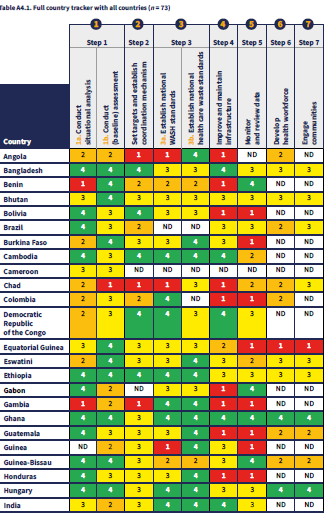 Table A4.1. Full country tracker with all countries (n = 73)
1 2 3 4 5 6 7
Step 1 Step 2 Step 3 Step 4 Step 5 Step 6 Step 7
Country
1a. Conduct
situational analysis
1b. Conduct
(baseline) assessment
Set targets and establish
coordination mechanism
3a. Establish national
WASH standards
3b. Establish national
health care waste standards
Improve and maintain
infrastructure
Monitor
and review data
Develop
health workforce
Engage
communities
Angola 2 2 1 1 4 1 ND 2 ND
Bangladesh 4 4 4 3 3 4 3 3 3
Benin 1 4 2 2 2 1 4 ND ND
Bhutan 3 4 3 3 3 3 3 3 3
Bolivia 4 3 4 3 3 1 1 ND ND
Brazil 4 3 2 ND ND 3 3 2 3
Burkina Faso 2 4 3 3 4 3 1 ND ND
Cambodia 4 3 3 4 4 4 2 ND ND
Cameroon 3 3 ND ND ND ND ND ND ND
Chad 2 1 1 1 3 1 2 2 3
Colombia 2 3 2 4 ND 1 1 2 ND
Democratic
Republic
of the Congo 2 3 4 4 3 4 3 ND ND
Equatorial Guinea 3 4 3 3 3 2 1 1 1
Eswatini 2 4 3 3 4 3 2 3 3
Ethiopia 4 4 4 4 4 3 3 3 3
Gabon 4 2 ND 3 3 1 4 ND ND
Gambia 1 2 1 4 4 1 1 ND ND
Ghana 4 4 3 4 4 4 4 4 4
Guatemala 4 3 3 3 4 1 1 2 2
Guinea ND 2 3 1 4 3 1 ND ND
Guinea-Bissau 4 4 3 2 2 3 4 2 2
Honduras 4 3 3 3 4 1 1 ND ND
Hungary 4 4 3 4 4 3 3 4 4
India 3 2 3 4 4 4 3 ND ND